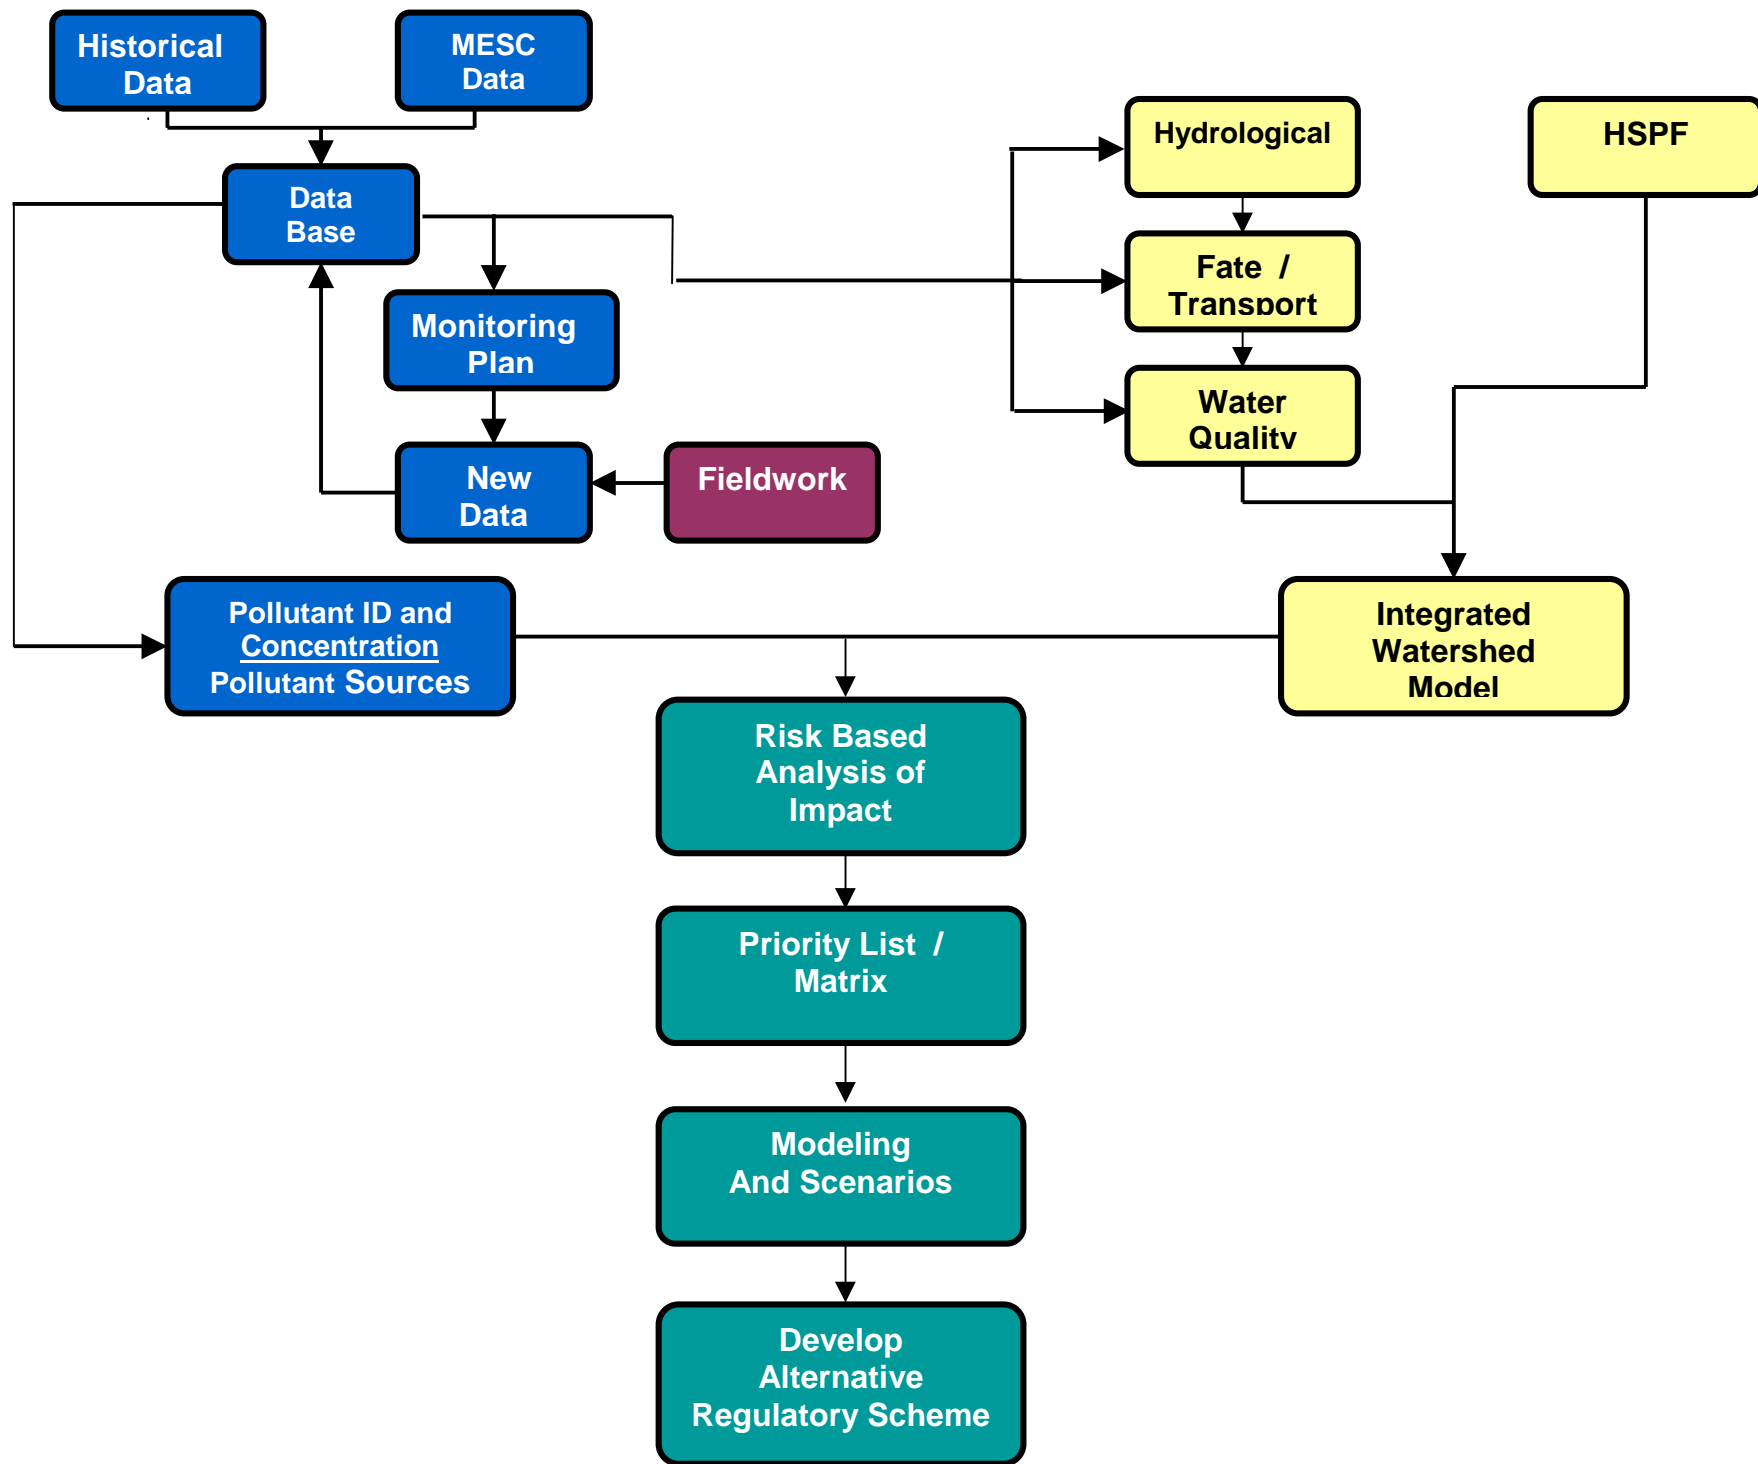 Historical
Data
MESC
Data
Hydrological
HSPF
Data
Base
Fate /
Transport
Monitoring
Plan
Water
Quality
New
Data
Fieldwork
Pollutant ID and
Concentration
Pollutant Sources
Integrated
Watershed
Model
Risk Based
Analysis of
Impact
Priority List /
Matrix
Modeling
And Scenarios
Develop
Alternative
Regulatory Scheme